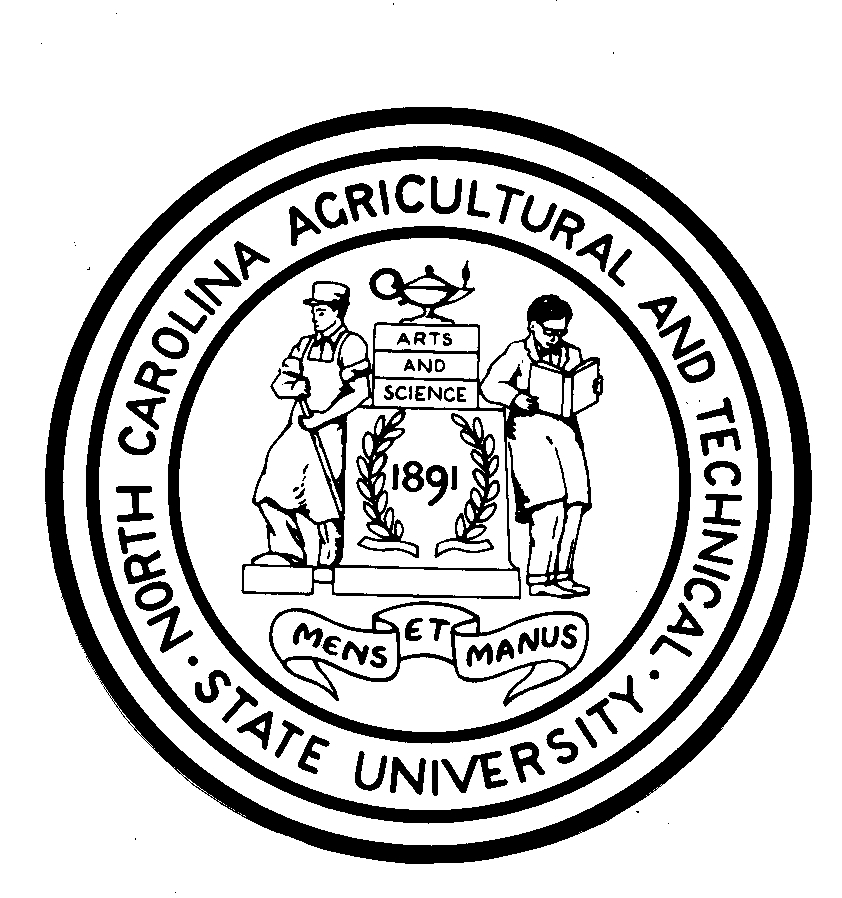 NORTH CAROLINA AGRICULTURAL AND TECHNICAL
· STATE UNIVERSITY ·
ARTS
AND
SCIENCE
1891
MENS ET MANUS